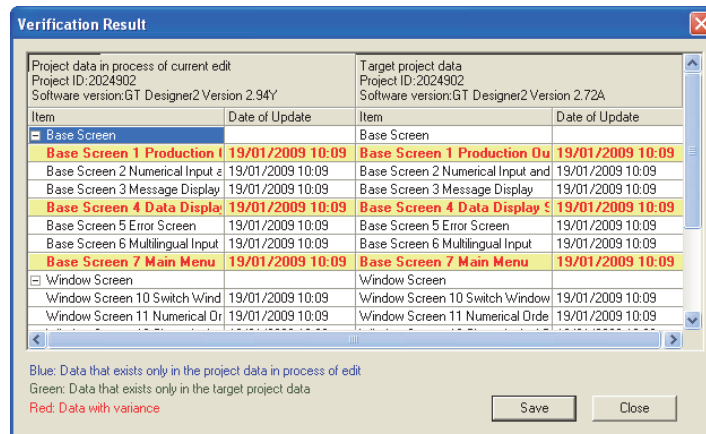 Verification Result
Project data in process of current edit
Project ID:2024902
Software version:GT Designer2 Version 2.94Y
Target project data
Project ID:2024902
Software version:GT Designer2 Version 2.72A
Item Date of Update Item Date of Update
Base Screen Base Screen
Base Screen 1 Production 19/01/2009 10:09 Base Screen 1 Production Ou 19/01/2009 10:09
Base Screen 2 Numerical Input a 19/01/2009 10:09 Base Screen 2 Numerical Input and 19/01/2009 10:09
Base Screen 3 Message Display 19/01/2009 10:09 Base Screen 3 Message Display 19/01/2009 10:09
Base Screen 4 Data Display 19/01/2009 10:09 Base Screen 4 Data Display S 19/01/2009 10:09
Base Screen 5 Error Screen 19/01/2009 10:09 Base Screen 5 Error Screen 19/01/2009 10:09
Base Screen 6 Multilingual Input 19/01/2009 10:09 Base Screen 6 Multilingual Input 19/01/2009 10:09
Base Screen 7 Main Menu 19/01/2009 10:09 Base Screen 7 Main Menu 19/01/2009 10:09
Window Screen Window Screen
Window Screen 10 Switch Wind 19/01/2009 10:09 Window Screen 10 Switch Window 19/01/2009 10:09
Window Screen 11 Numerical Or 19/01/2009 10:09 Window Screen 11 Numerical Orde 19/01/2009 10:09
Blue: Data that exists only in the project data in process of edit
Green: Data that exists only in the target project data
Red: Data with variance
Save Close